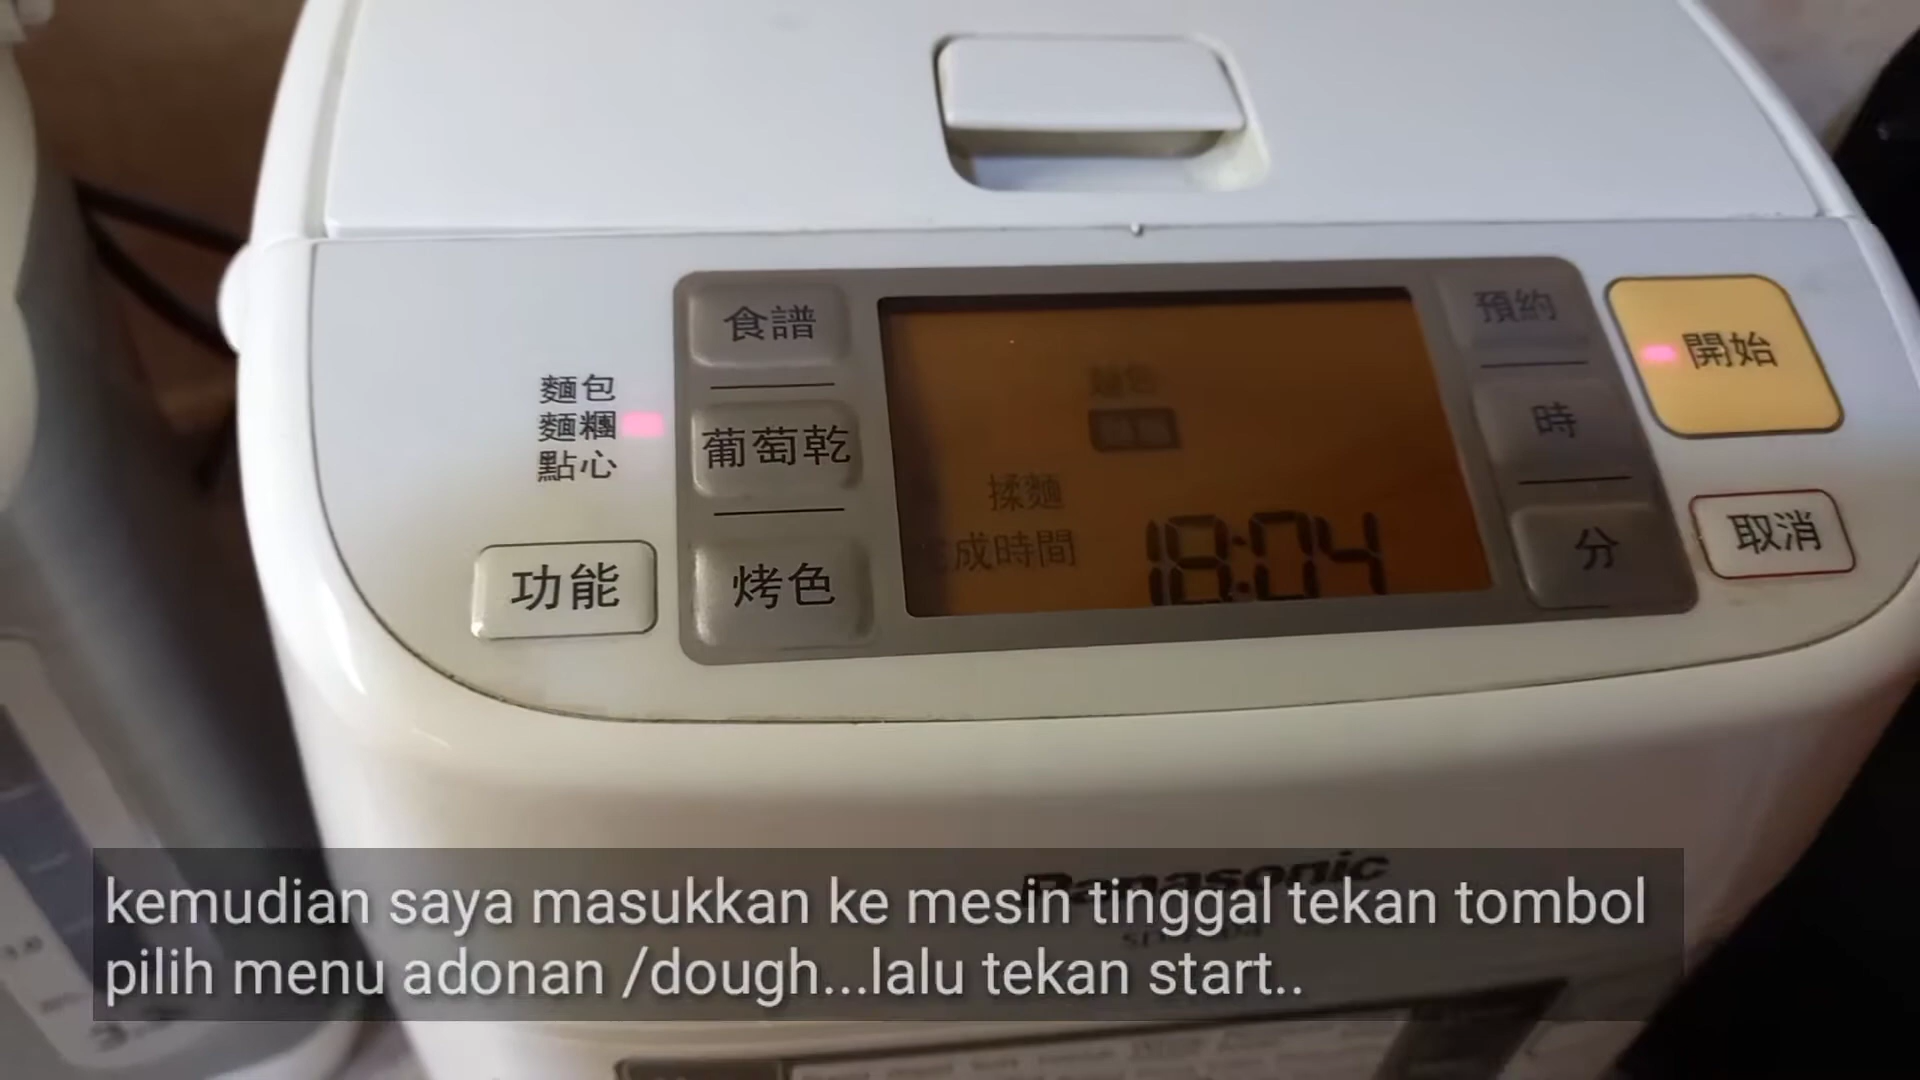 食譜
預約
開始
麵包
麵糰
點心
葡萄乾
時
揉麵
成時間
18:04
分
取消
功能
烤色
Panasonic
kemudian saya masukkan ke mesin tinggal tekan tombol
pilih menu adonan /dough...lalu tekan start..